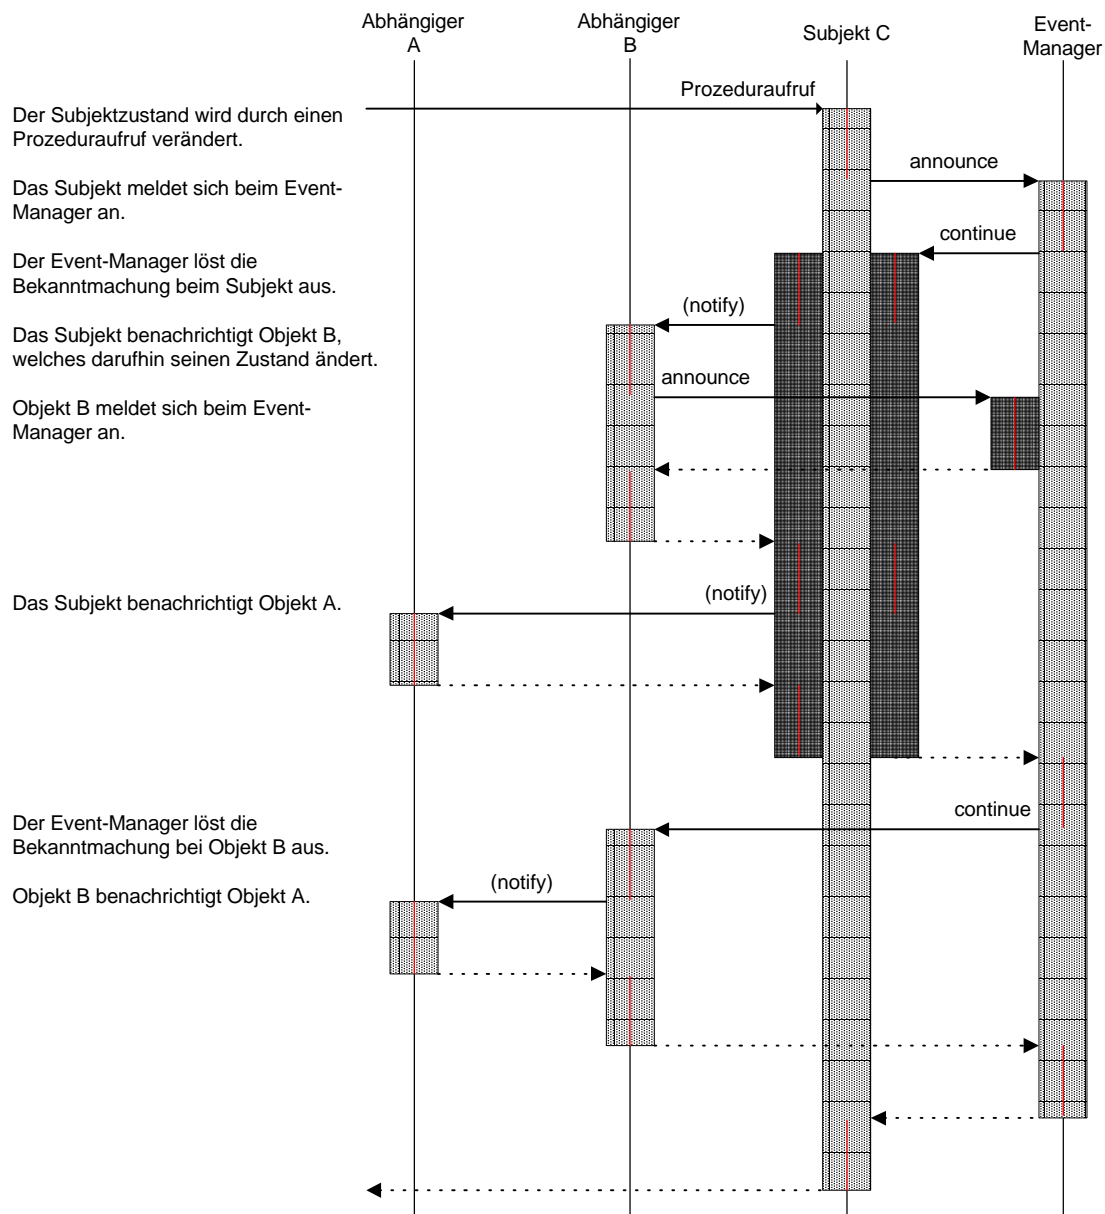 Abhängiger
A
Abhängiger
B
Subjekt C
Event-
Manager
Prozeduraufruf
Der Subjektzustand wird durch einen
Prozeduraufruf verändert.
announce
Das Subjekt meldet sich beim Event-
Manager an.
continue
Der Event-Manager löst die
Bekanntmachung beim Subjekt aus.
(notify)
Das Subjekt benachrichtigt Objekt B,
welches daraufhin seinen Zustand ändert.
announce
Objekt B meldet sich beim Event-
Manager an.
(notify)
Das Subjekt benachrichtigt Objekt A.
continue
Der Event-Manager löst die
Bekanntmachung bei Objekt B aus.
(notify)
Objekt B benachrichtigt Objekt A.